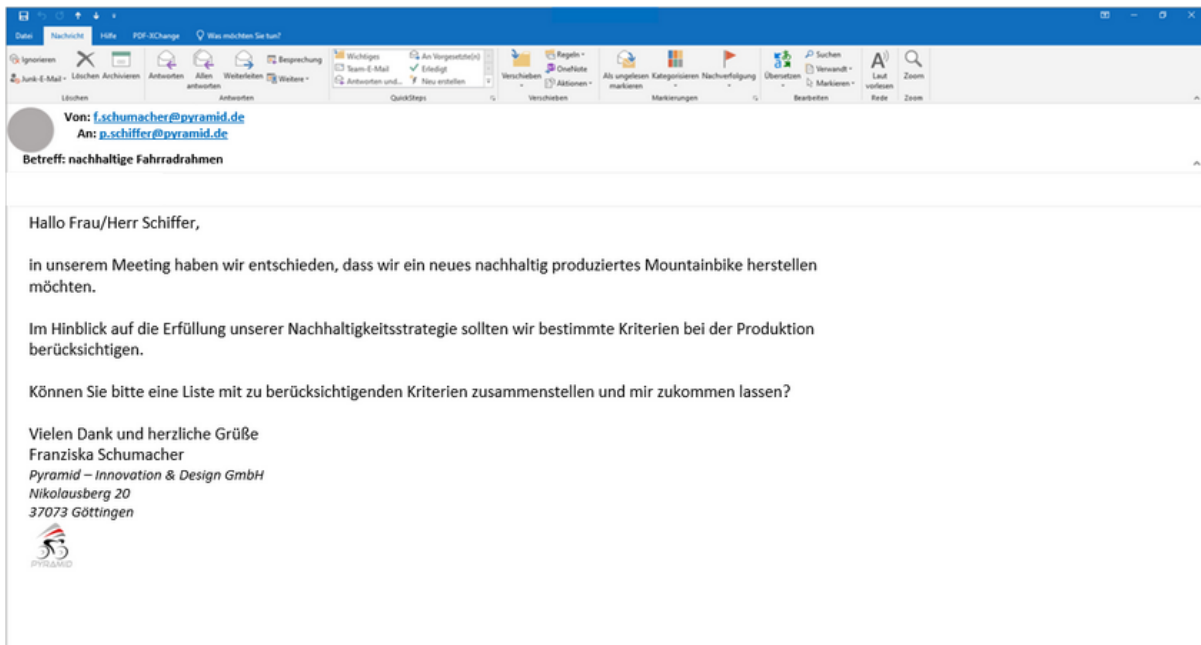 Datei Nachricht Hilfe PDF-XChange Was möchten Sie tun?
Ignorieren
Junk-E-Mail
Löschen Archivieren
Löschen
Antworten Allen antworten Weiterleiten
Besprechung
Weitere
Antworten
Wichtiges An Vorgesetzte(n)
Team-E-Mail Erledigt
Antworten und... Neu erstellen
QuickSteps
Verschieben
Regeln
OneNote
Aktionen
Verschieben
Als ungelesen markieren Kategorisieren Nachverfolgung
Markierungen
Übersetzen
Suchen
Verwandt
Markieren
Bearbeiten
Laut vorlesen
Rede
Zoom
Zoom
Von: f.schumacher@pyramid.de
An: p.schiffer@pyramid.de
Betreff: nachhaltige Fahrradrahmen
Hallo Frau/Herr Schiffer,
in unserem Meeting haben wir entschieden, dass wir ein neues nachhaltig produziertes Mountainbike herstellen
möchten.
Im Hinblick auf die Erfüllung unserer Nachhaltigkeitsstrategie sollten wir bestimmte Kriterien bei der Produktion
berücksichtigen.
Können Sie bitte eine Liste mit zu berücksichtigenden Kriterien zusammenstellen und mir zukommen lassen?
Vielen Dank und herzliche Grüße
Franziska Schumacher
Pyramid – Innovation & Design GmbH
Nikolausberg 20
37073 Göttingen
PYRAMID